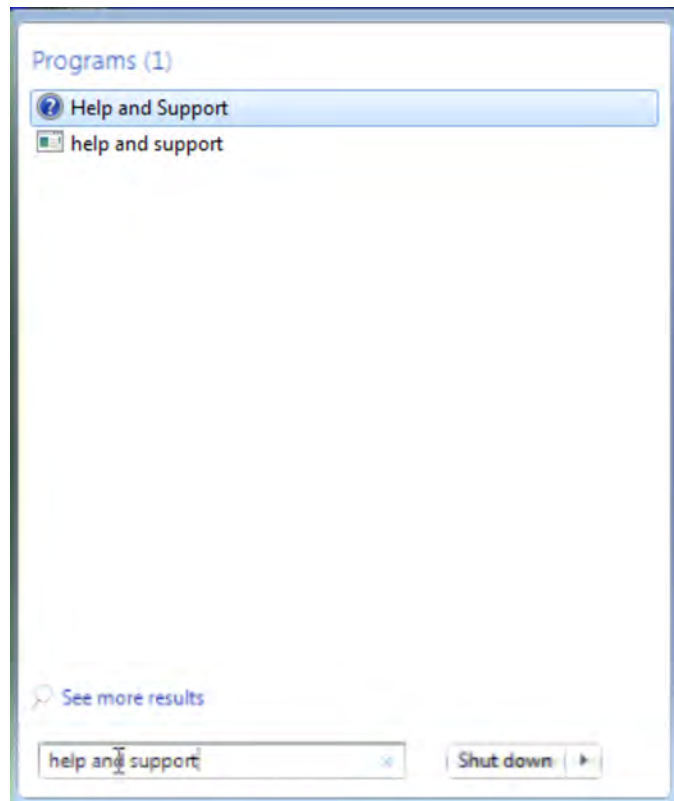 Programs (1)
Help and Support
help and support
See more results
help and support
Shut down